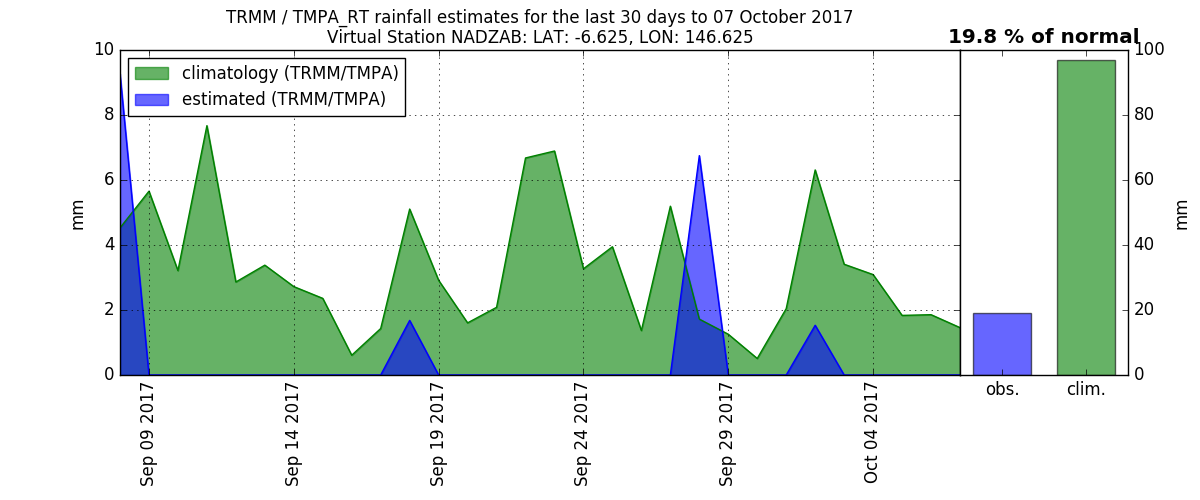 TRMM / TMPA_RT rainfall estimates for the last 30 days to 07 October 2017
Virtual Station NADZAB: LAT: -6.625, LON: 146.625
19.8 % of normal
climatology (TRMM/TMPA)
estimated (TRMM/TMPA)
10
8
6
4
2
0
mm
Sep 09 2017
Sep 14 2017
Sep 19 2017
Sep 24 2017
Sep 29 2017
Oct 04 2017
obs.
clim.
100
80
60
40
20
0
mm